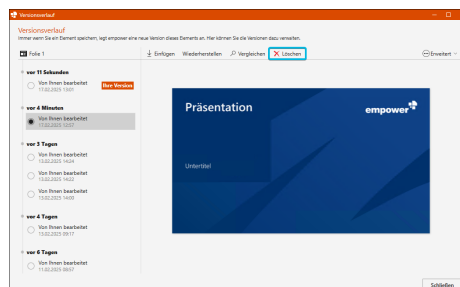 Versionsverlauf
Versionsverlauf
Immer wenn Sie ein Element speichern, legt empower eine neue Version dieses Elements an. Hier können Sie die Versionen dazu verwalten.
Folie 1
Einfügen Wiederherstellen Vergleichen Löschen Erweitert
vor 11 Sekunden
Von Ihnen bearbeitet
17.02.2025 13:01
Ihre Version
vor 4 Minuten
Von Ihnen bearbeitet
17.02.2025 12:57
vor 3 Tagen
Von Ihnen bearbeitet
13.02.2025 14:24
Von Ihnen bearbeitet
13.02.2025 14:22
Von Ihnen bearbeitet
13.02.2025 14:00
vor 4 Tagen
Von Ihnen bearbeitet
13.02.2025 09:17
vor 6 Tagen
Von Ihnen bearbeitet
11.02.2025 08:57
Präsentation
empower
Untertitel
Schließen